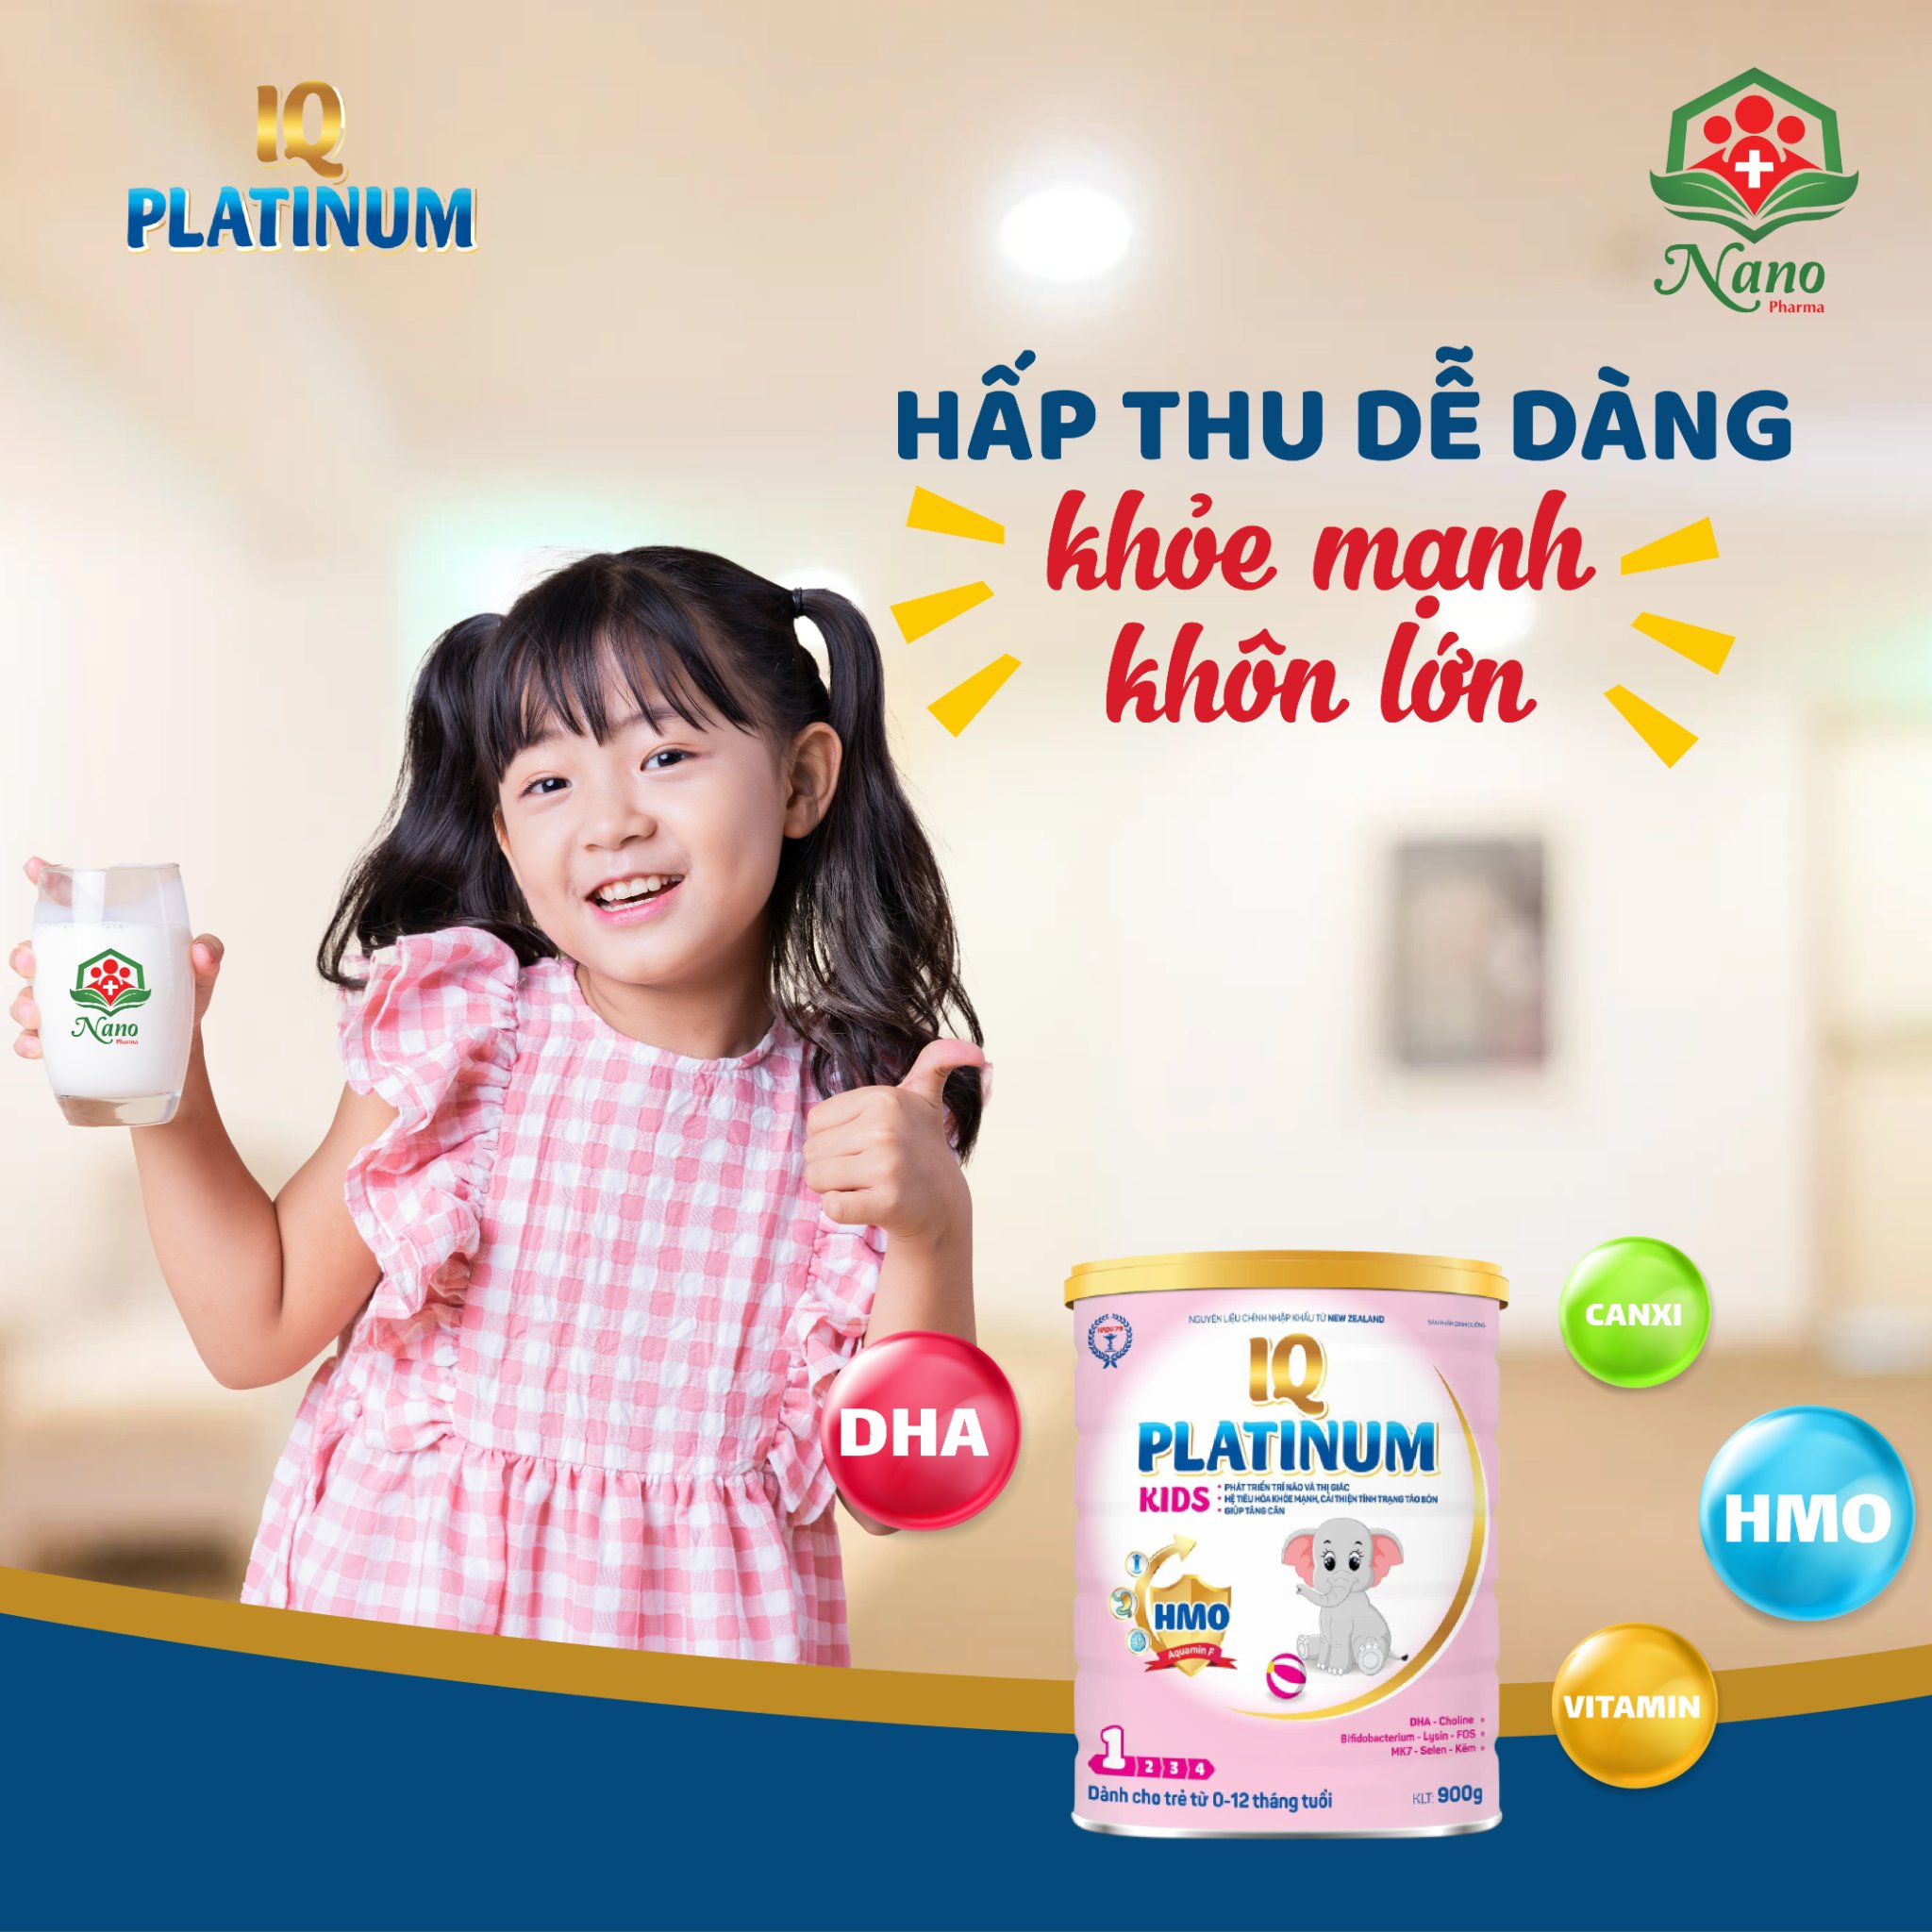 IQ
PLATINUM
Nano
Pharma
HẤP THU DỄ DÀNG
khỏe mạnh
khôn lớn
Nano
Pharma
DHA
CANXI
HMO
VITAMIN
NGUYÊN LIỆU CHÍNH NHẬP KHẨU TỪ NEW ZEALAND
SẢN PHẨM DINH DƯỠNG
IQ
PLATINUM
KIDS
• PHÁT TRIỂN TRÍ NÃO VÀ THỊ GIÁC
• HỆ TIÊU HÓA KHỎE MẠNH, CẢI THIỆN TÌNH TRẠNG TÁO BÓN
• GIÚP TĂNG CÂN
HMO
Aquamin F
DHA - Choline •
Bifidobacterium - Lysin - FOS •
MK7 - Selen - Kẽm •
1 2 3 4
Dành cho trẻ từ 0-12 tháng tuổi
KLT: 900g